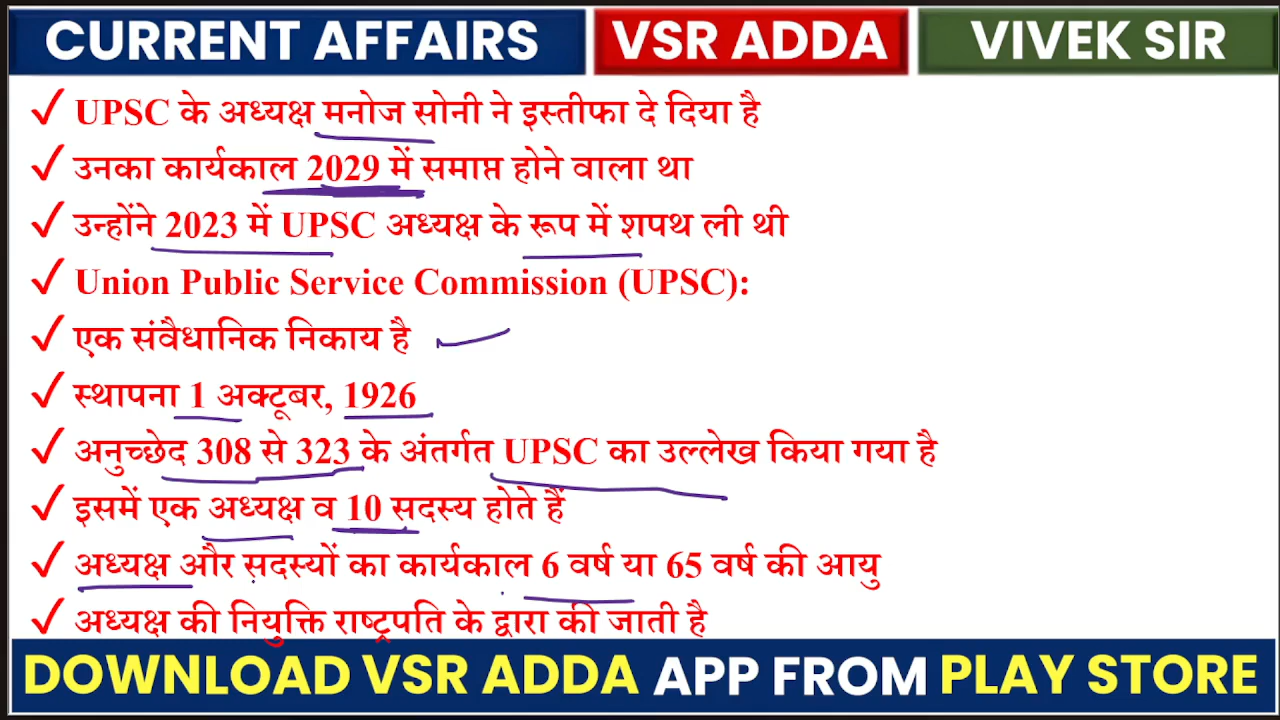 CURRENT AFFAIRS VSR ADDA VIVEK SIR
✓ UPSC के अध्यक्ष मनोज सोनी ने इस्तीफा दे दिया है
✓ उनका कार्यकाल 2029 में समाप्त होने वाला था
✓ उन्होंने 2023 में UPSC अध्यक्ष के रूप में शपथ ली थी
✓ Union Public Service Commission (UPSC):
✓ एक संवैधानिक निकाय है
✓ स्थापना 1 अक्टूबर, 1926
✓ अनुच्छेद 308 से 323 के अंतर्गत UPSC का उल्लेख किया गया है
✓ इसमें एक अध्यक्ष व 10 सदस्य होते हैं
✓ अध्यक्ष और सदस्यों का कार्यकाल 6 वर्ष या 65 वर्ष की आयु
✓ अध्यक्ष की नियुक्ति राष्ट्रपति के द्वारा की जाती है
DOWNLOAD VSR ADDA APP FROM PLAY STORE